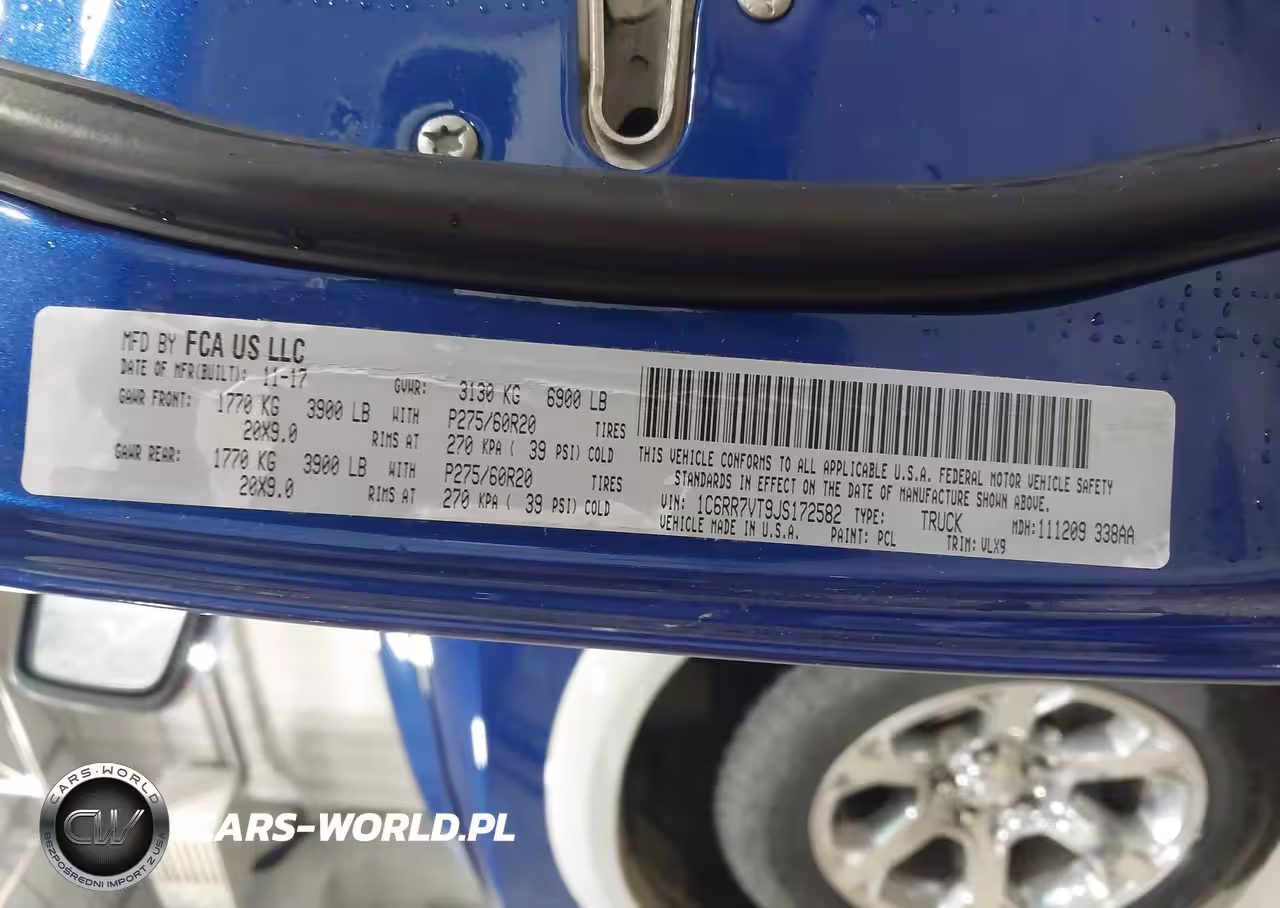 MFD BY FCA US LLC
DATE OF MFR(BUILT): 11-17
GVWR: 3130 KG 6900 LB
GAWR FRONT: 1770 KG 3900 LB WITH P275/60R20 TIRES
20X9.0 RIMS AT 270 KPA ( 39 PSI) COLD
GAWR REAR: 1770 KG 3900 LB WITH P275/60R20 TIRES
20X9.0 RIMS AT 270 KPA ( 39 PSI) COLD
THIS VEHICLE CONFORMS TO ALL APPLICABLE U.S.A. FEDERAL MOTOR VEHICLE SAFETY
STANDARDS IN EFFECT ON THE DATE OF MANUFACTURE SHOWN ABOVE.
VIN: 1C6RR7VT9JS172582 TYPE: TRUCK MDH:111209 338AA
VEHICLE MADE IN U.S.A. PAINT: PCL TRIM: VLX9
CARS-WORLD
CW
BEZPOŚREDNI IMPORT Z USA
CARS-WORLD.PL